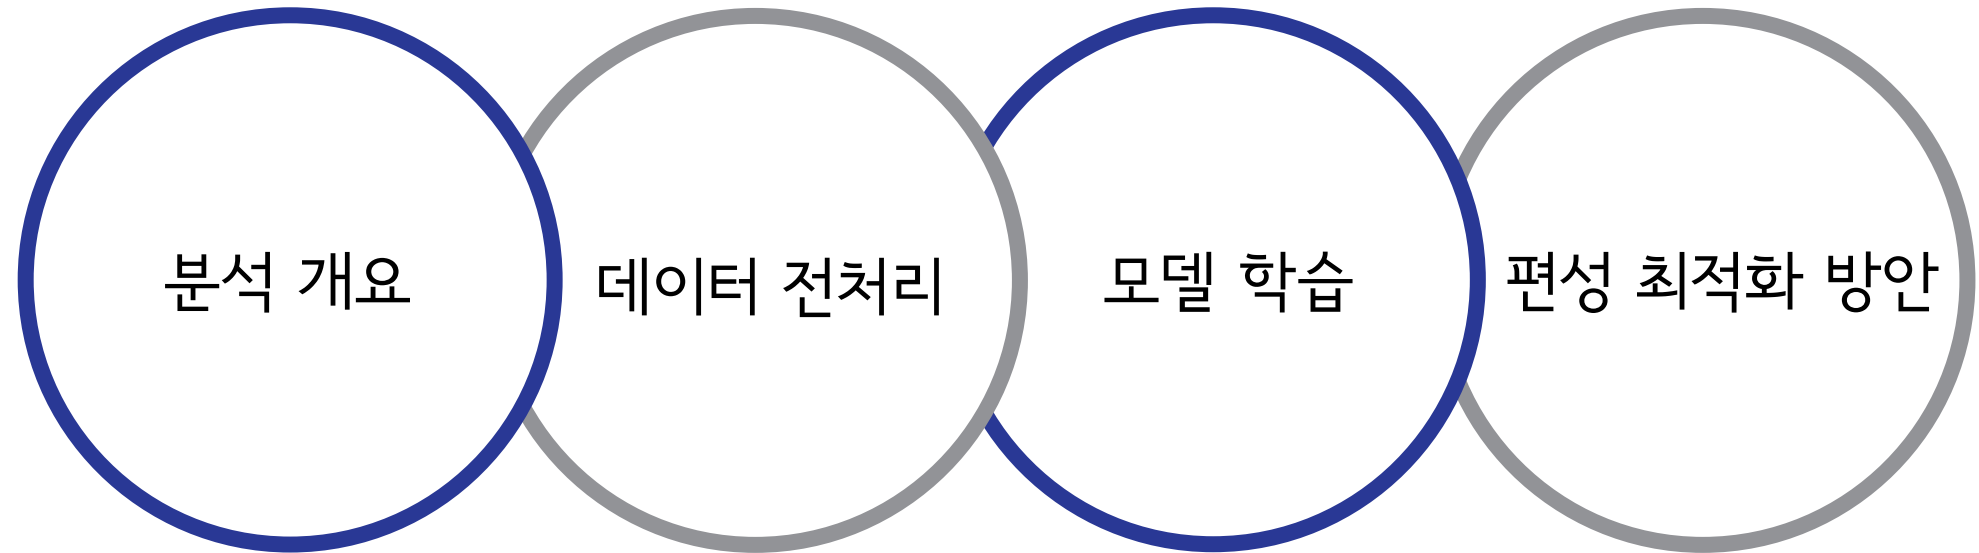 분석 개요
데이터 전처리
모델 학습
편성 최적화 방안